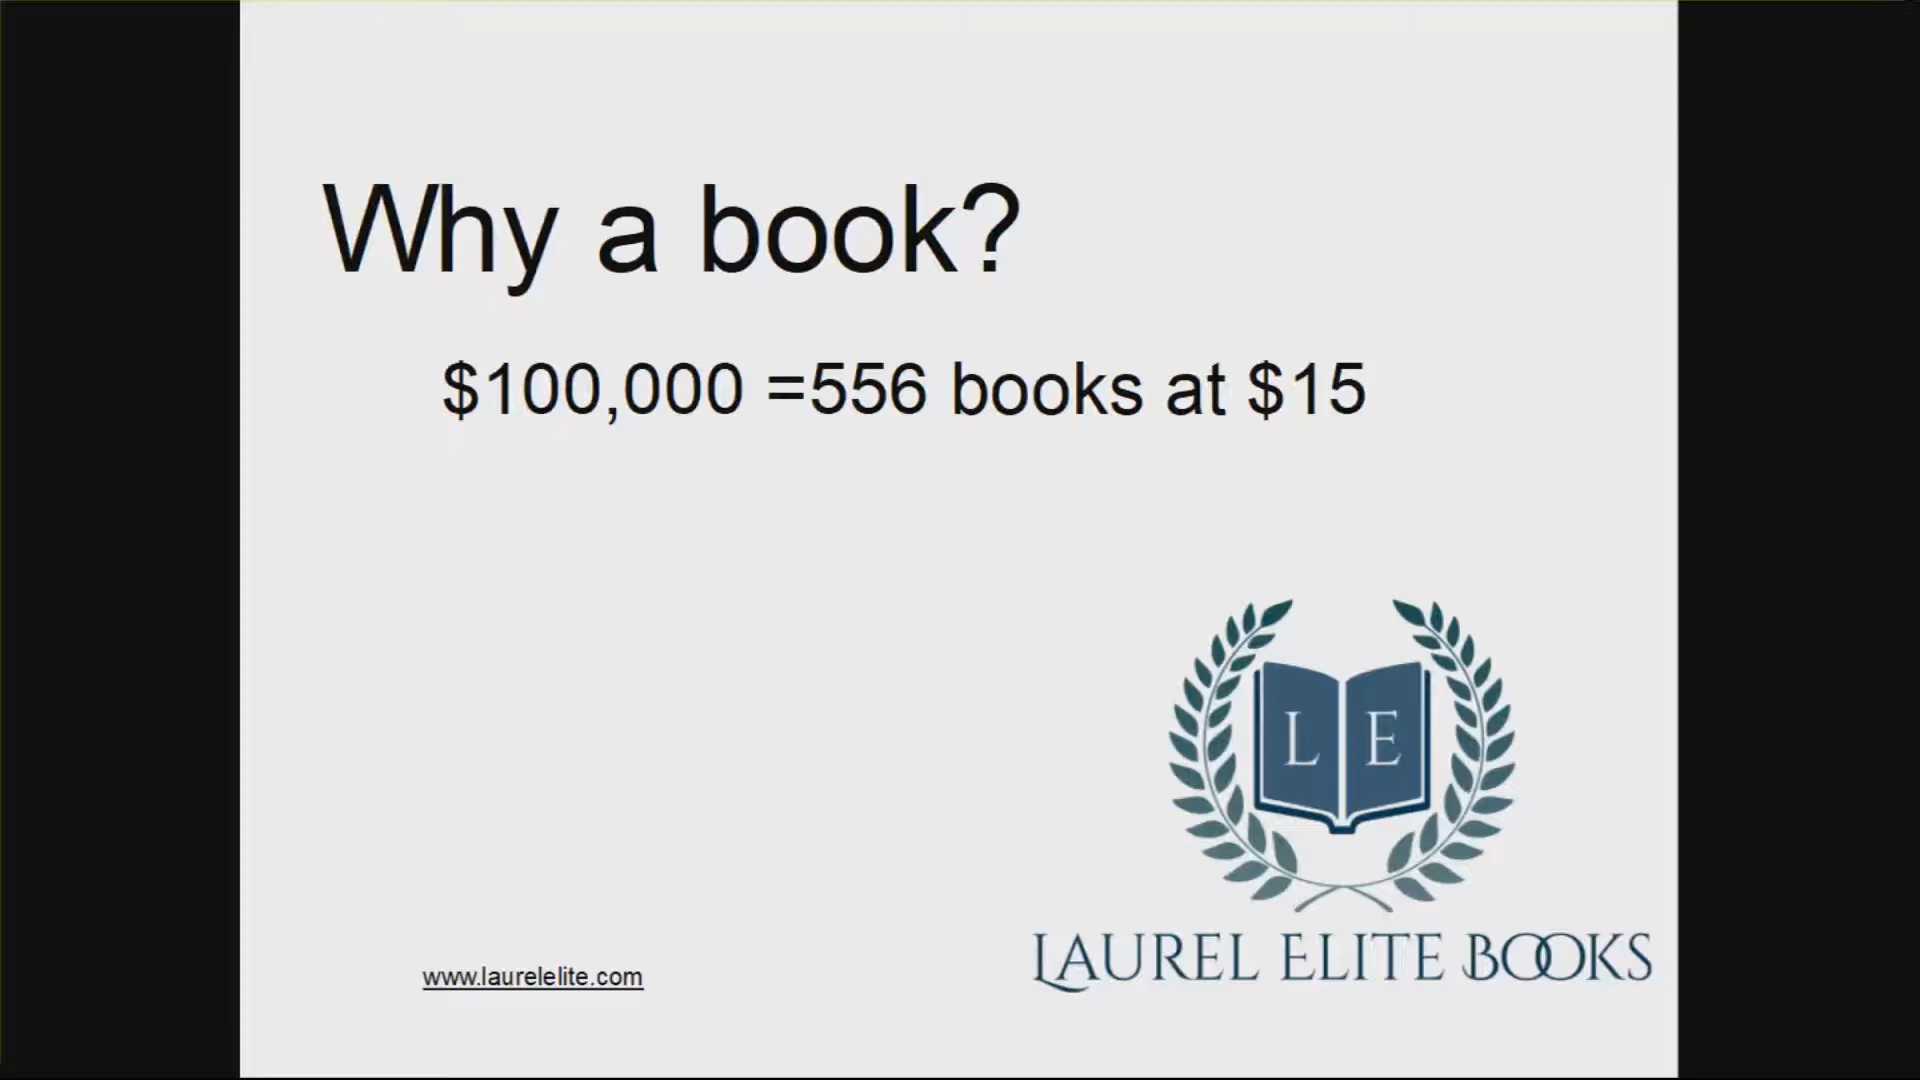 Why a book?
$100,000 =556 books at $15
L E
LAUREL ELITE BOOKS
www.laurelelite.com